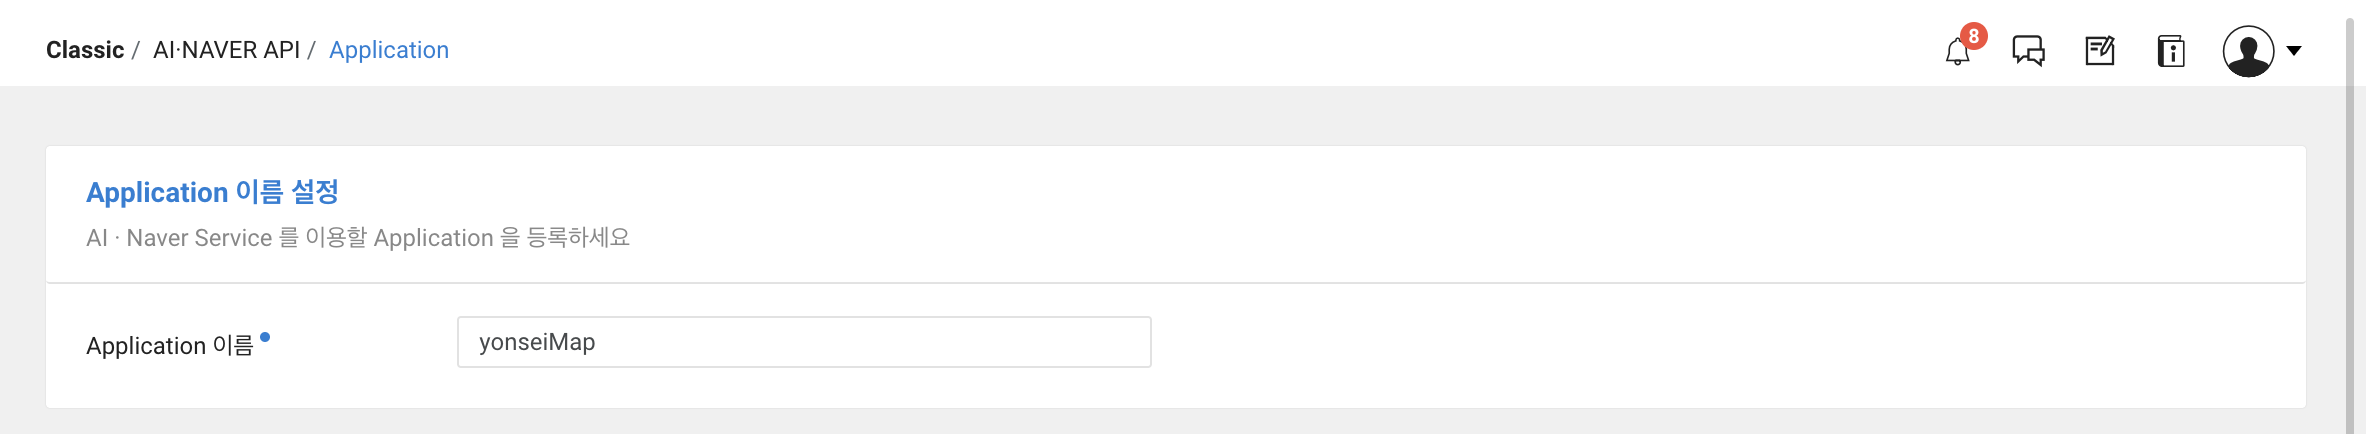 Classic / AI·NAVER API / Application
8
Application 이름 설정
AI · Naver Service 를 이용할 Application 을 등록하세요
Application 이름
yonseiMap